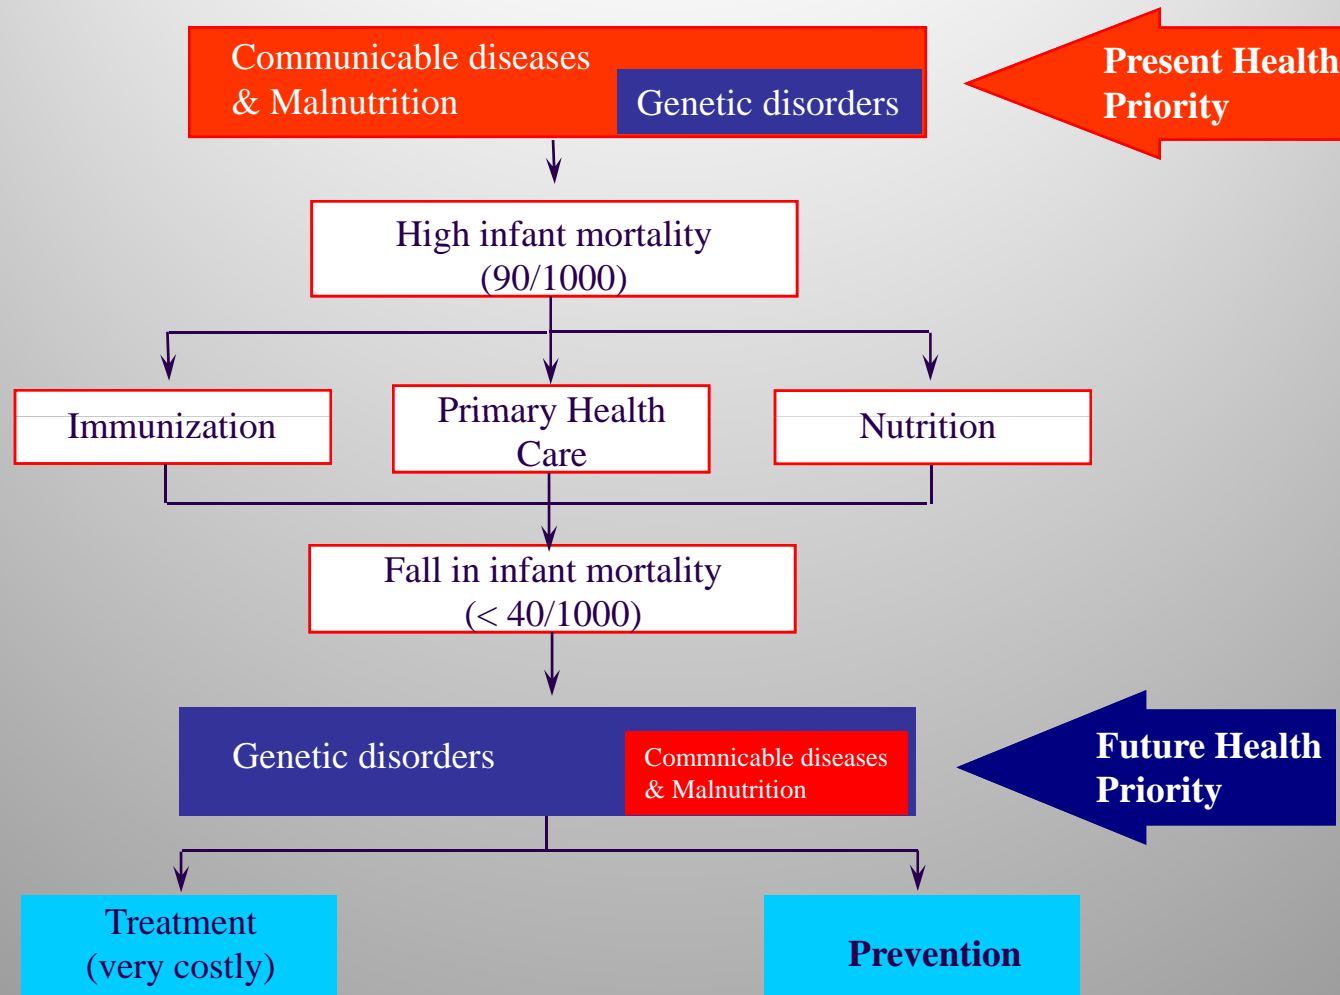 Communicable diseases
& Malnutrition
Genetic disorders
Present Health
Priority
High infant mortality
(90/1000)
Immunization
Primary Health
Care
Nutrition
Fall in infant mortality
(< 40/1000)
Genetic disorders
Commnicable diseases
& Malnutrition
Future Health
Priority
Treatment
(very costly)
Prevention